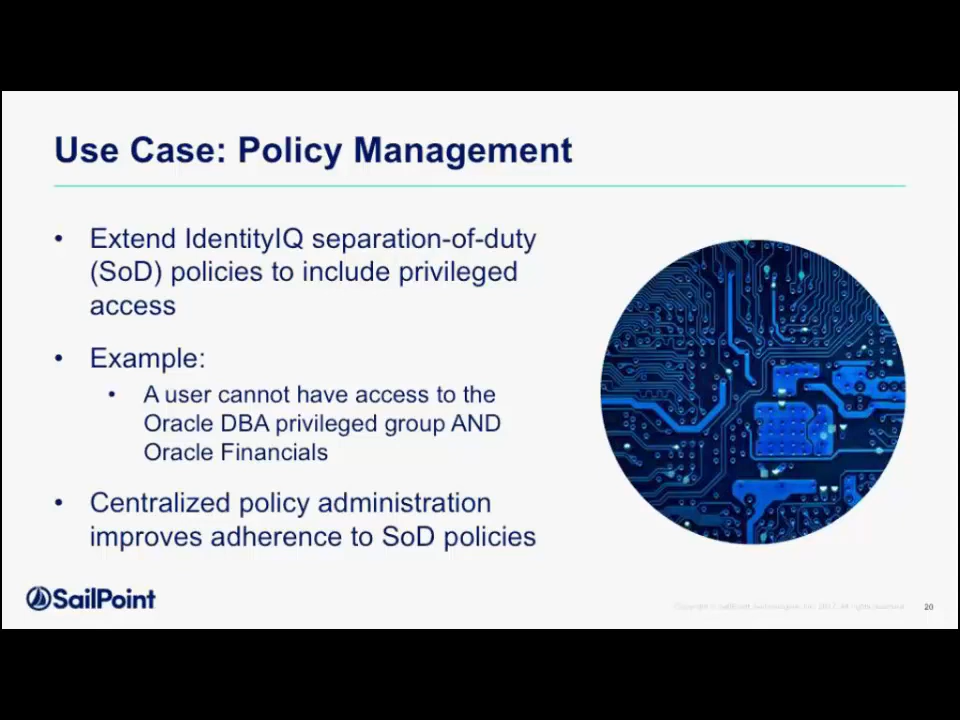 Use Case: Policy Management
• Extend IdentityIQ separation-of-duty
(SoD) policies to include privileged
access
• Example:
• A user cannot have access to the
Oracle DBA privileged group AND
Oracle Financials
• Centralized policy administration
improves adherence to SoD policies
SailPoint
20